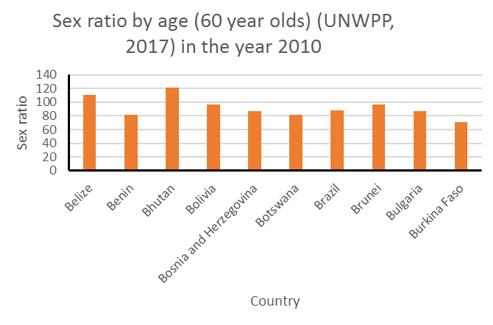 Sex ratio by age (60 year olds) (UNWPP,
2017) in the year 2010
140
120
100
80
60
40
20
0
Sex ratio
Belize
Benin
Bhutan
Bolivia
Bosnia and Herzegovina
Botswana
Brazil
Brunei
Bulgaria
Burkina Faso
Country